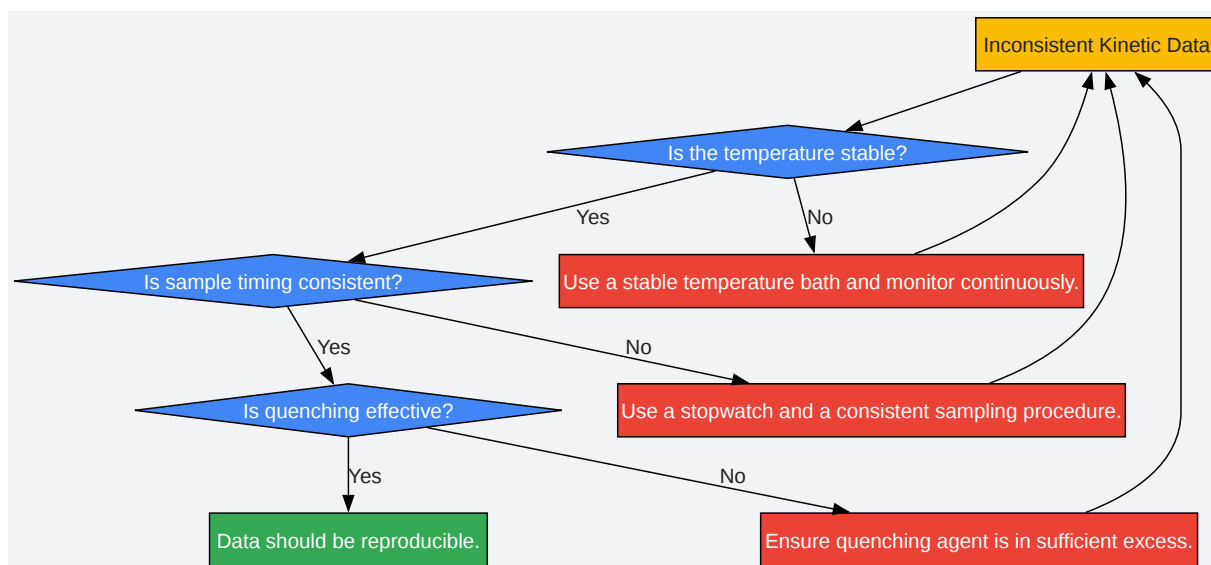 Inconsistent Kinetic Data
Is the temperature stable?
Yes
No
Is sample timing consistent?
Use a stable temperature bath and monitor continuously.
Yes
No
Is quenching effective?
Use a stopwatch and a consistent sampling procedure.
Yes
No
Data should be reproducible.
Ensure quenching agent is in sufficient excess.